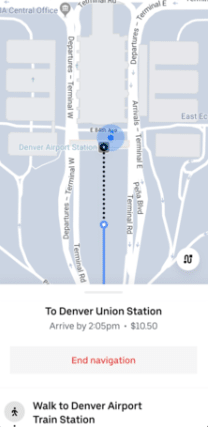 IA Central Office
Terminal Rd
Terminal E
Departures – Terminal W
Departures – Terminal E
East Ec
Denver Airport Station
Arrivals – Terminal E
Departures – Terminal W
Peña Blvd
Terminal Rd
Terminal Rd
To Denver Union Station
Arrive by 2:05pm • $10.50
End navigation
Walk to Denver Airport
Train Station